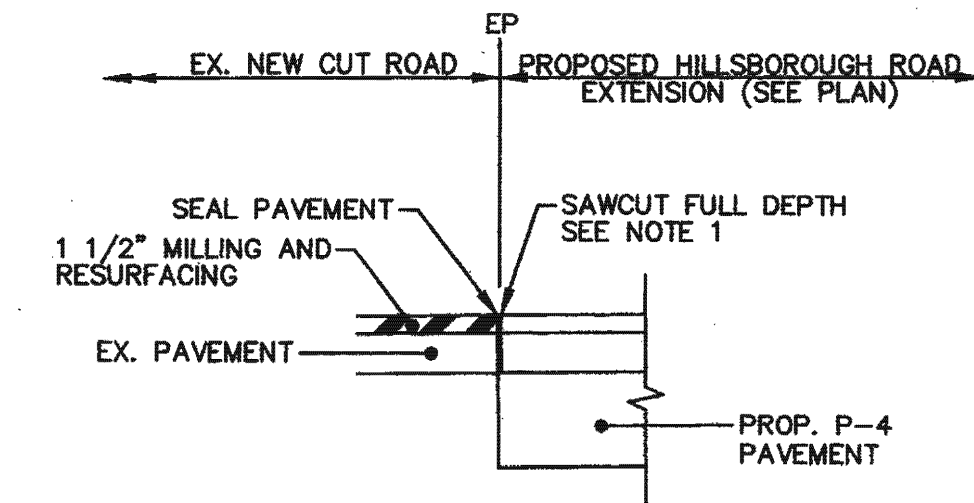 EP
EX. NEW CUT ROAD
PROPOSED HILLSBOROUGH ROAD
EXTENSION (SEE PLAN)
SEAL PAVEMENT
SAWCUT FULL DEPTH
SEE NOTE 1
1 1/2" MILLING AND
RESURFACING
EX. PAVEMENT
PROP. P-4
PAVEMENT